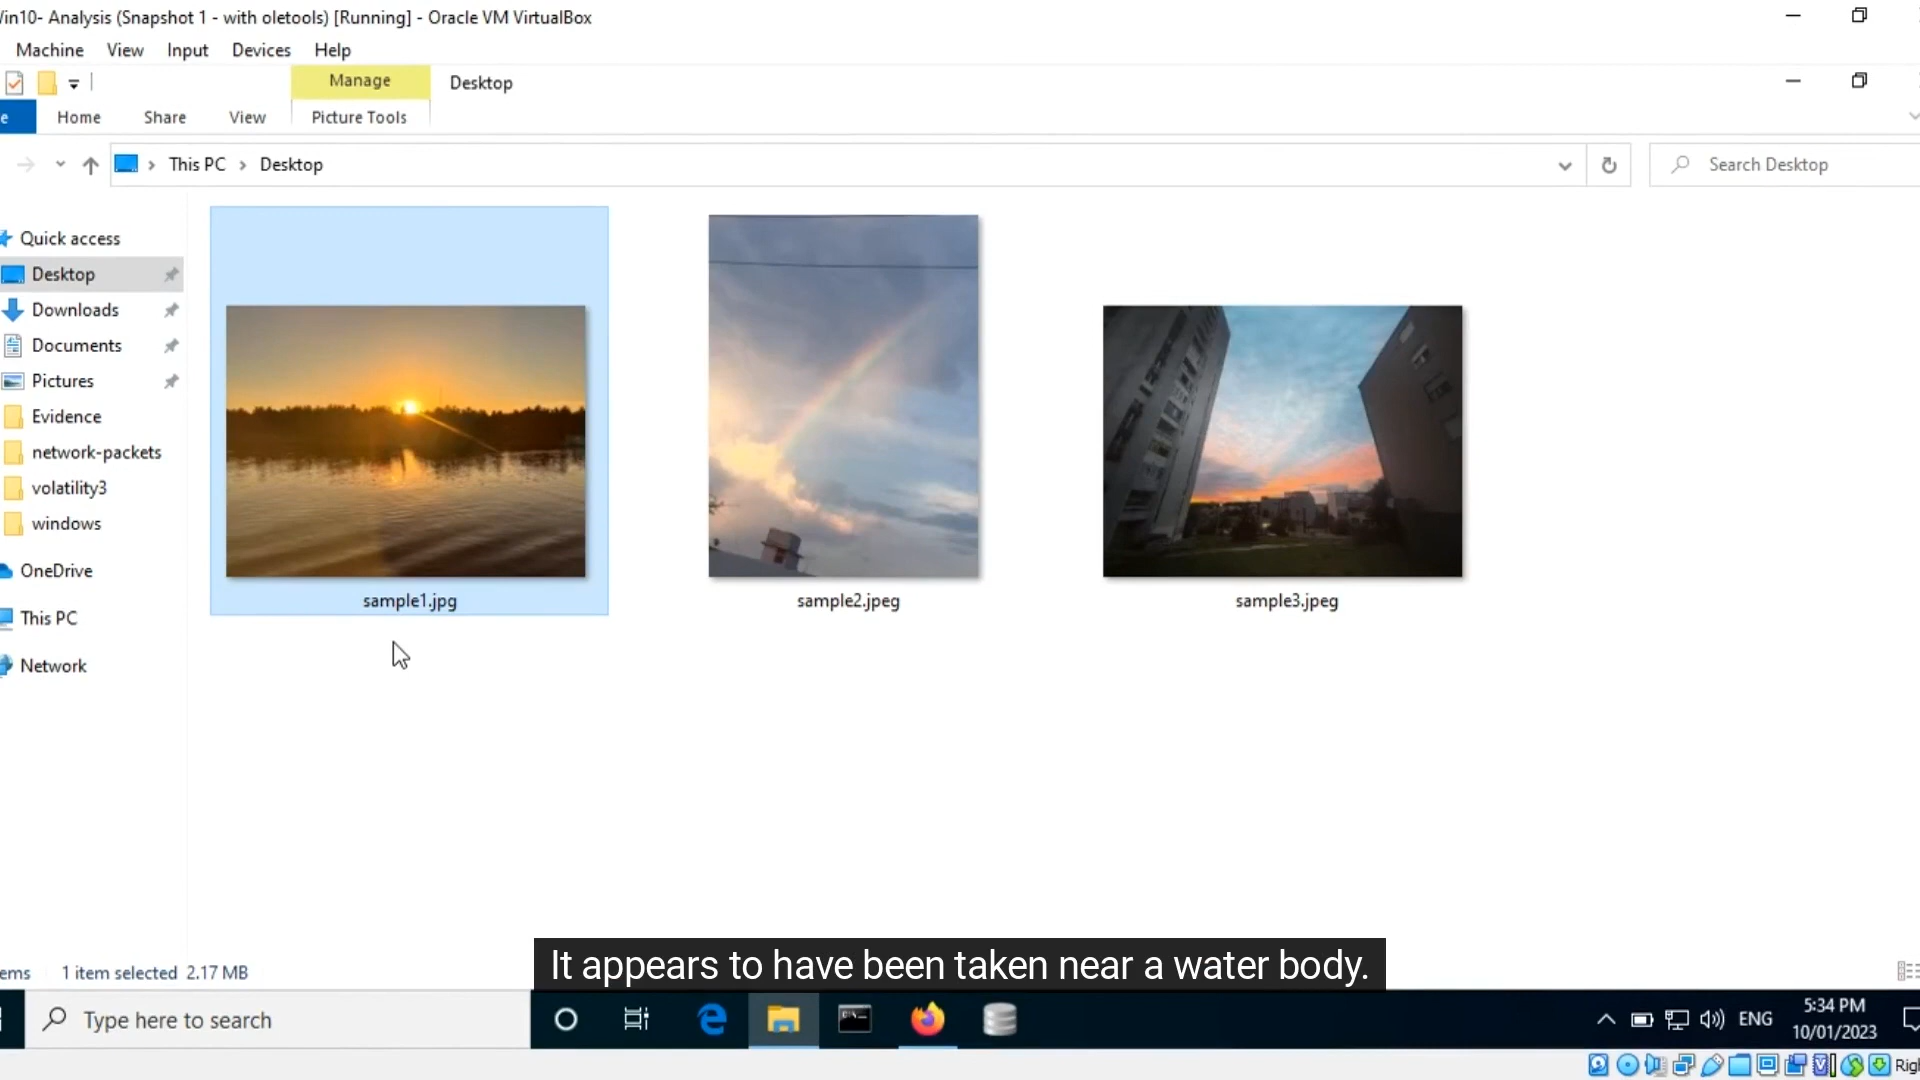 in10- Analysis (Snapshot 1 - with oletools) [Running] - Oracle VM VirtualBox
Machine View Input Devices Help
Manage Desktop
e Home Share View Picture Tools
This PC Desktop
Search Desktop
Quick access
Desktop
Downloads
Documents
Pictures
Evidence
network-packets
volatility3
windows
OneDrive
This PC
Network
sample1.jpg sample2.jpeg sample3.jpeg
ems 1 item selected 2.17 MB
It appears to have been taken near a water body.
Type here to search
ENG
5:34 PM
10/01/2023
Righ